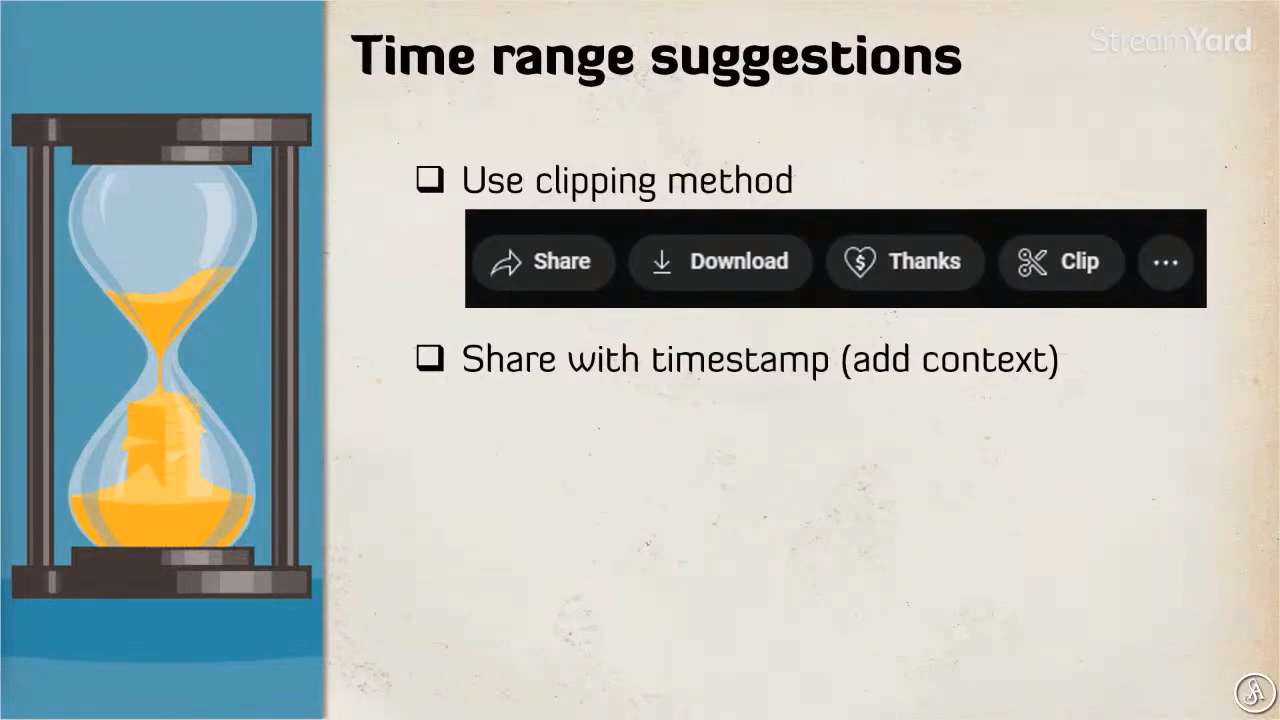 Time range suggestions
StreamYard
Use clipping method
Share Download Thanks Clip ...
Share with timestamp (add context)